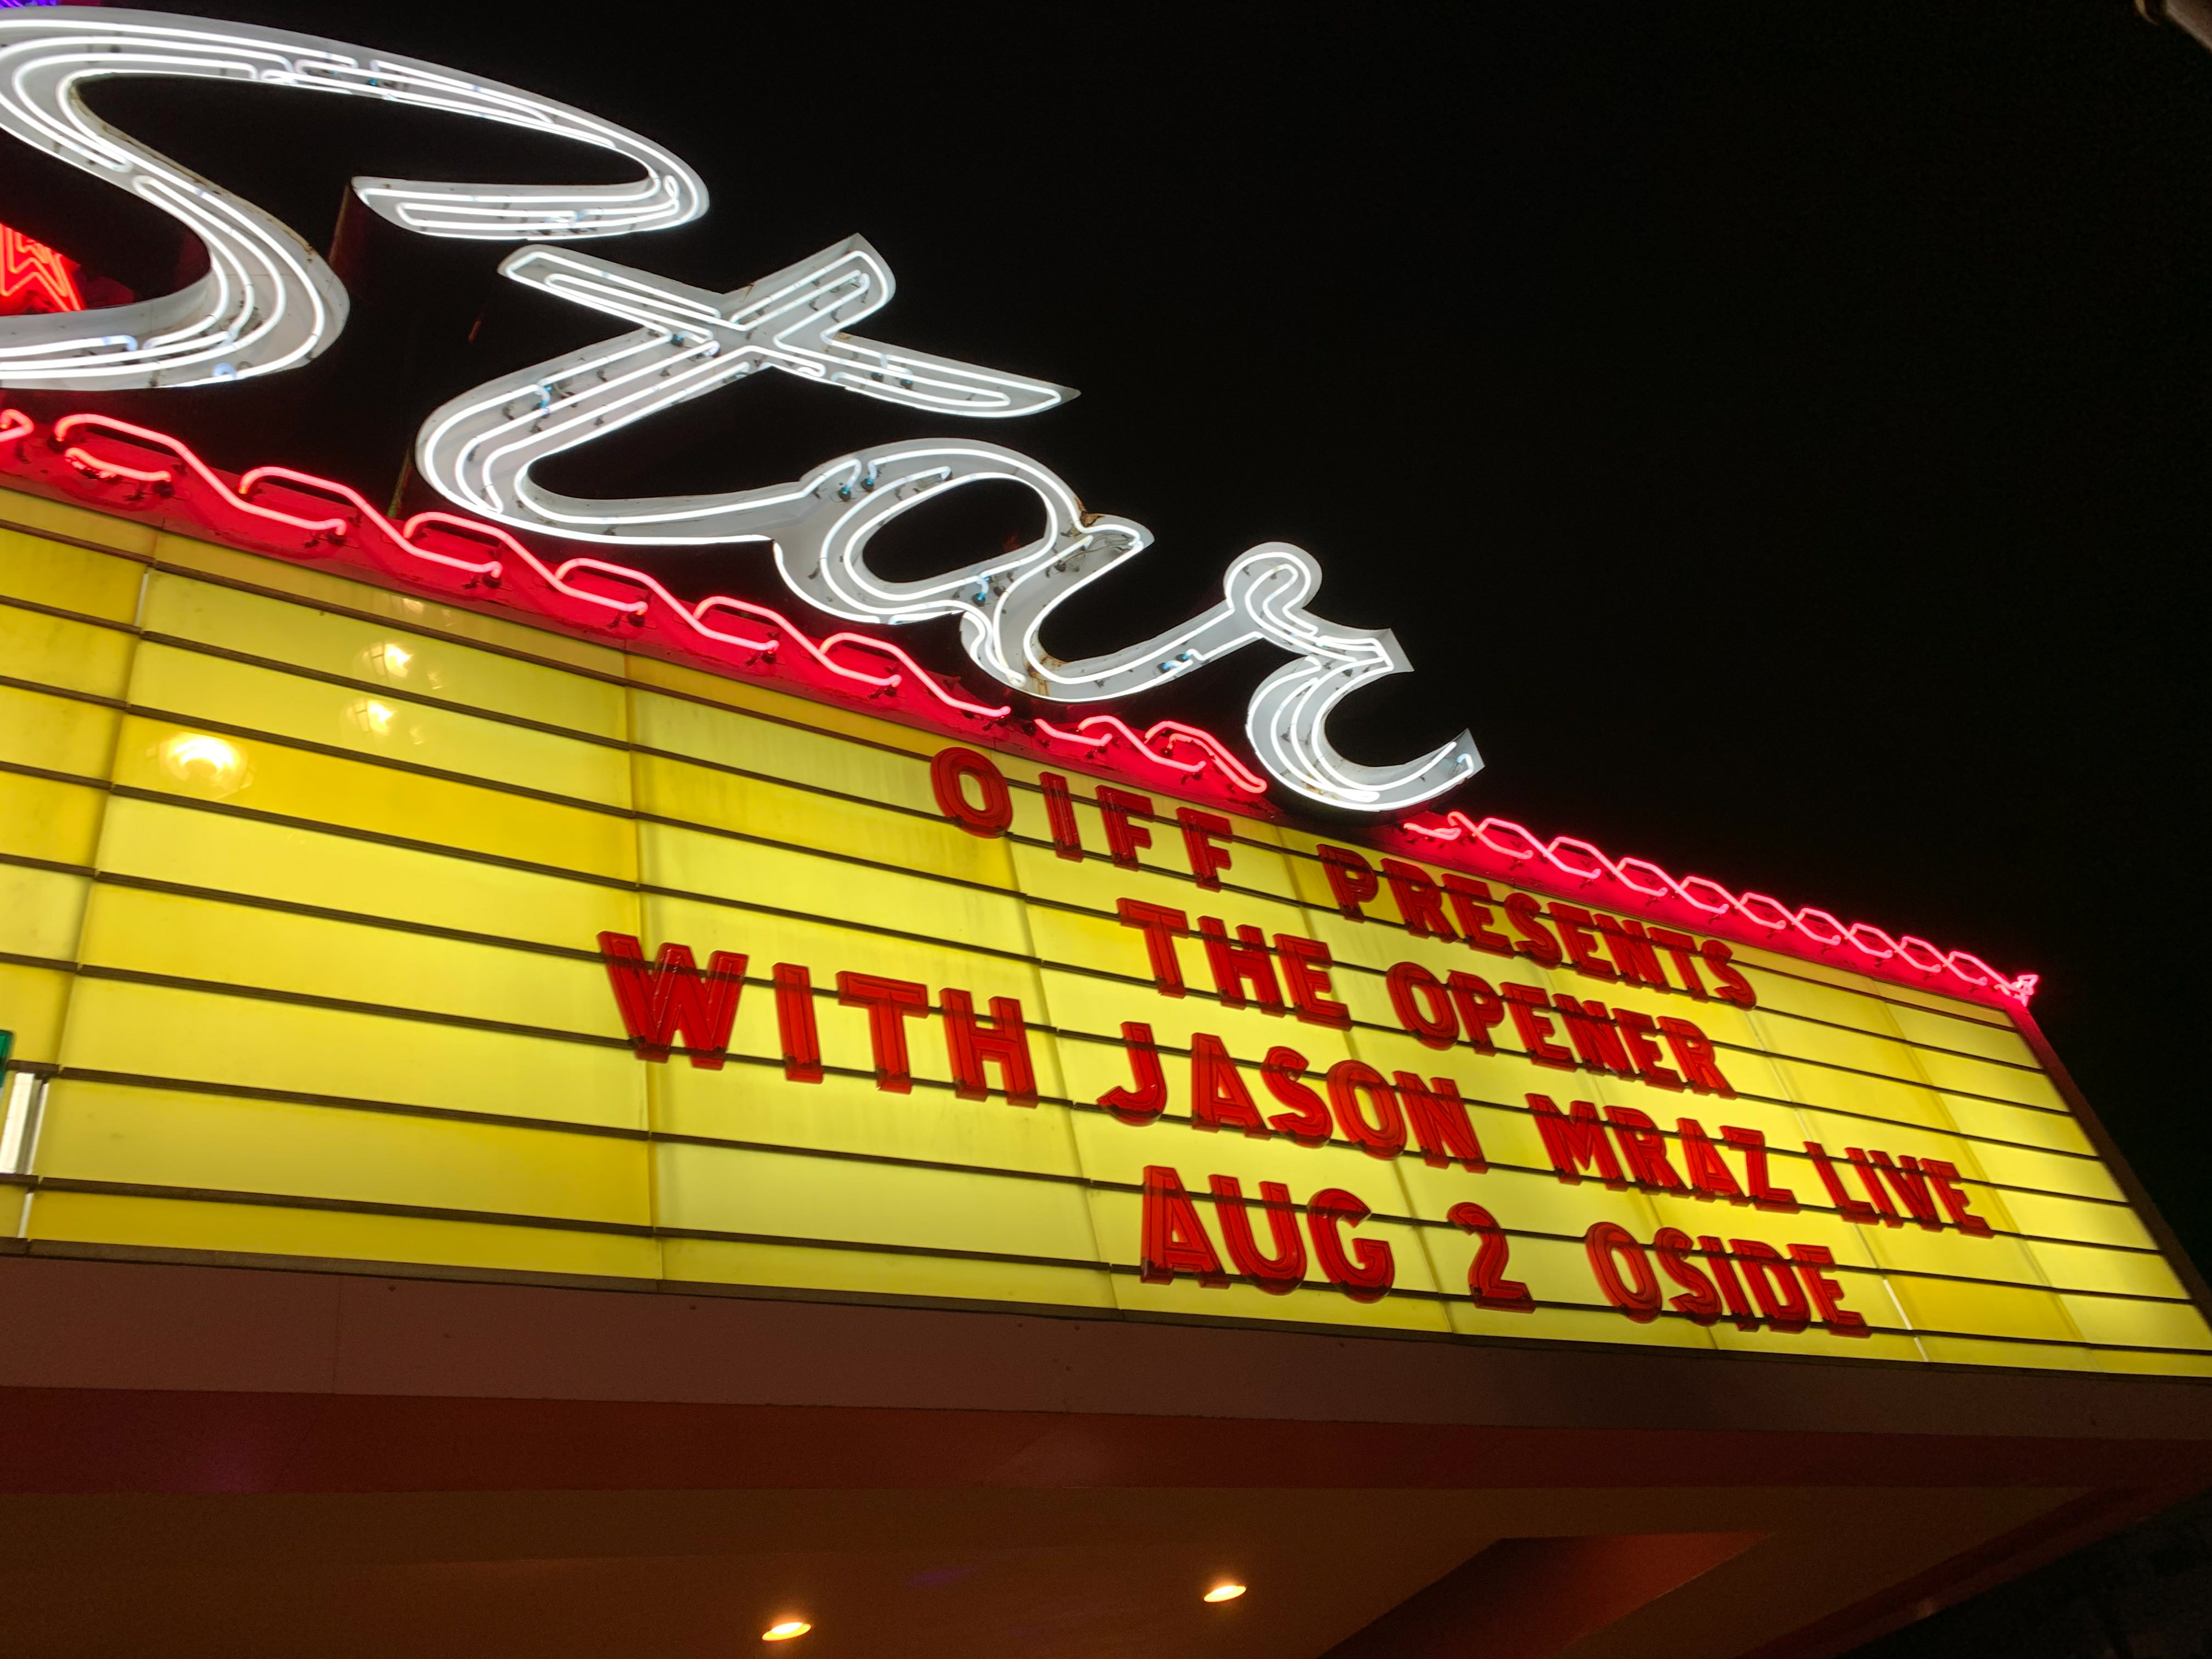 Star
OIFF PRESENTS
THE OPENER
WITH JASON MRAZ LIVE
AUG 2 OSIDE